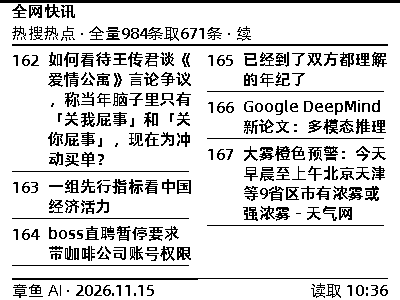 全网快讯
热搜热点 · 全量984条取671条 · 续
162 如何看待王传君谈《
爱情公寓》言论争议
，称当年脑子里只有
「关我屁事」和「关
你屁事」，现在为冲
动买单？
163 一组先行指标看中国
经济活力
164 boss直聘暂停要求
带咖啡公司账号权限
165 已经到了双方都理解
的年纪了
166 Google DeepMind
新论文：多模态推理
167 大雾橙色预警：今天
早晨至上午北京天津
等9省区市有浓雾或
强浓雾 - 天气网
章鱼 AI · 2026.11.15
读取 10:36